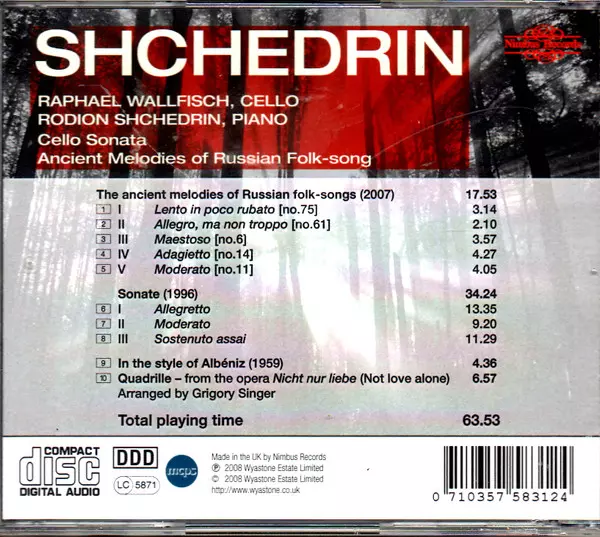 SHCHEDRIN
Nimbus Records
RAPHAEL WALLFISCH, CELLO
RODION SHCHEDRIN, PIANO
Cello Sonata
Ancient Melodies of Russian Folk-song
The ancient melodies of Russian folk-songs (2007) 17.53
1 I Lento in poco rubato [no.75] 3.14
2 II Allegro, ma non troppo [no.61] 2.10
3 III Maestoso [no.6] 3.57
4 IV Adagietto [no.14] 4.27
5 V Moderato [no.11] 4.05
Sonate (1996) 34.24
6 I Allegretto 13.35
7 II Moderato 9.20
8 III Sostenuto assai 11.29
9 In the style of Albéniz (1959) 4.36
10 Quadrille – from the opera Nicht nur liebe (Not love alone) 6.57
Arranged by Grigory Singer
Total playing time 63.53
COMPACT
disc
DIGITAL AUDIO
DDD
LC 5871
mcps
Made in the UK by Nimbus Records
℗ 2008 Wyastone Estate Limited
© 2008 Wyastone Estate Limited
http://www.wyastone.co.uk
0 710357 583124